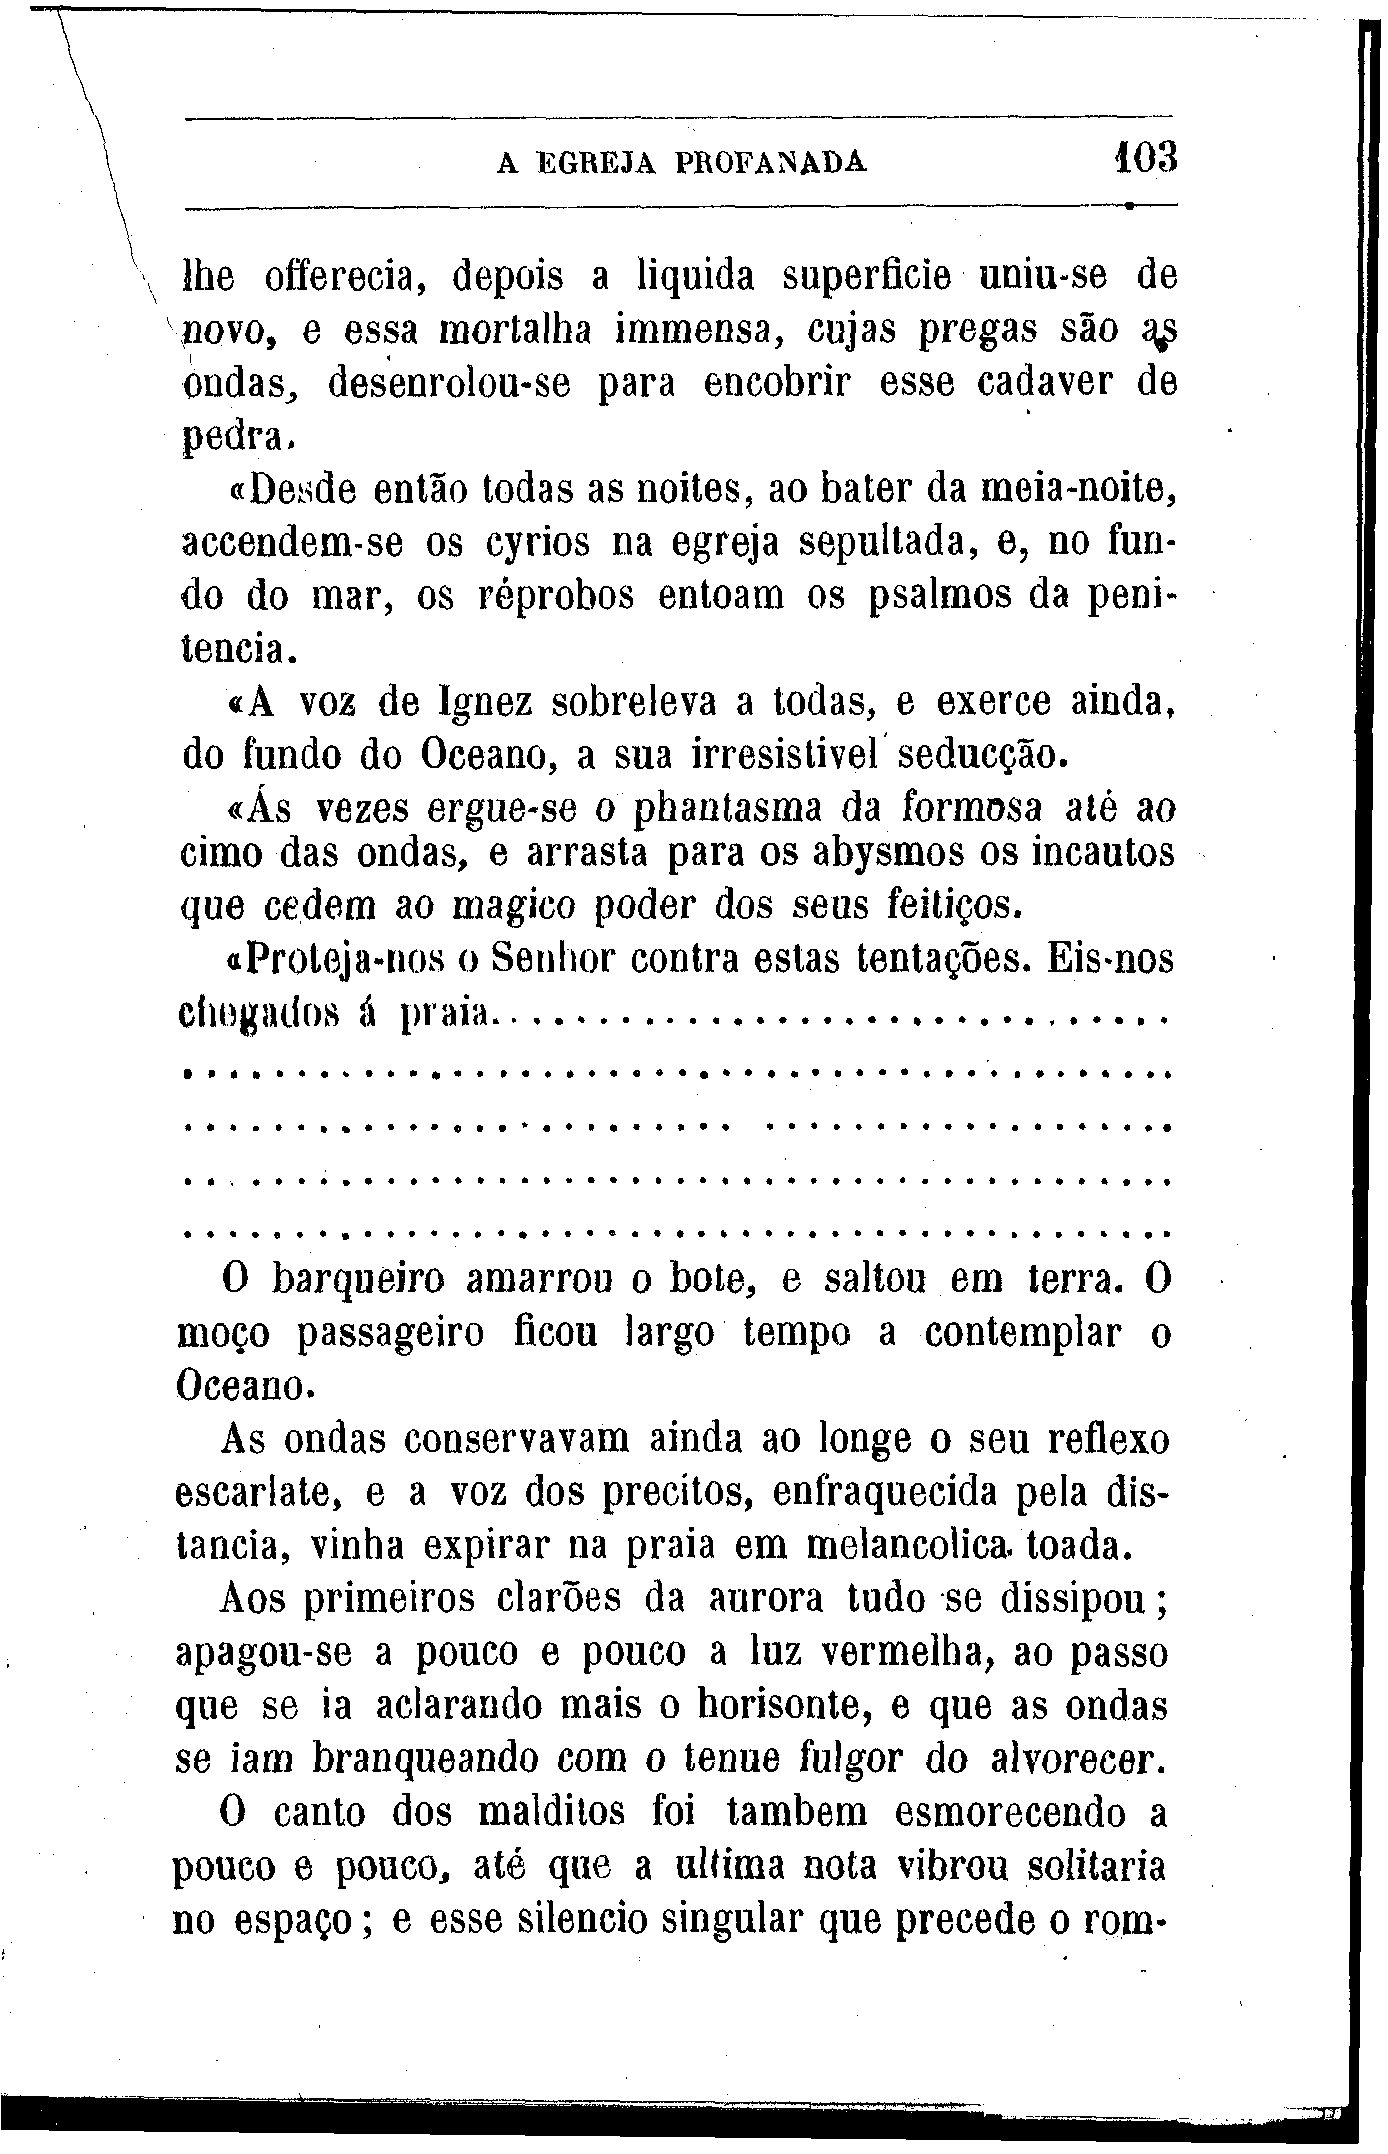 A EGREJA PROFANADA 103
lhe offerecia, depois a liquida superficie uniu-se de
novo, e essa mortalha immensa, cujas pregas são as
ondas, desenrolou-se para encobrir esse cadaver de
pedra.
«Desde então todas as noites, ao bater da meia-noite,
accendem-se os cyrios na egreja sepultada, e, no fun-
do do mar, os réprobos entoam os psalmos da peni-
tencia.
«A voz de Ignez sobreleva a todas, e exerce ainda,
do fundo do Oceano, a sua irresistivel seducção.
«Ás vezes ergue-se o phantasma da formosa até ao
cimo das ondas, e arrasta para os abysmos os incautos
que cedem ao magico poder dos seus feitiços.
«Proteja-nos o Senhor contra estas tentações. Eis-nos
chegados á praia...............................
.............................................
.............................................
.............................................
.............................................
O barqueiro amarrou o bote, e saltou em terra. O
moço passageiro ficou largo tempo a contemplar o
Oceano.
As ondas conservavam ainda ao longe o seu reflexo
escarlate, e a voz dos precitos, enfraquecida pela dis-
tancia, vinha expirar na praia em melancolica toada.
Aos primeiros clarões da aurora tudo se dissipou;
apagou-se a pouco e pouco a luz vermelha, ao passo
que se ia aclarando mais o horisonte, e que as ondas
se iam branqueando com o tenue fulgor do alvorecer.
O canto dos malditos foi tambem esmorecendo a
pouco e pouco, até que a ultima nota vibrou solitaria
no espaço; e esse silencio singular que precede o rom-